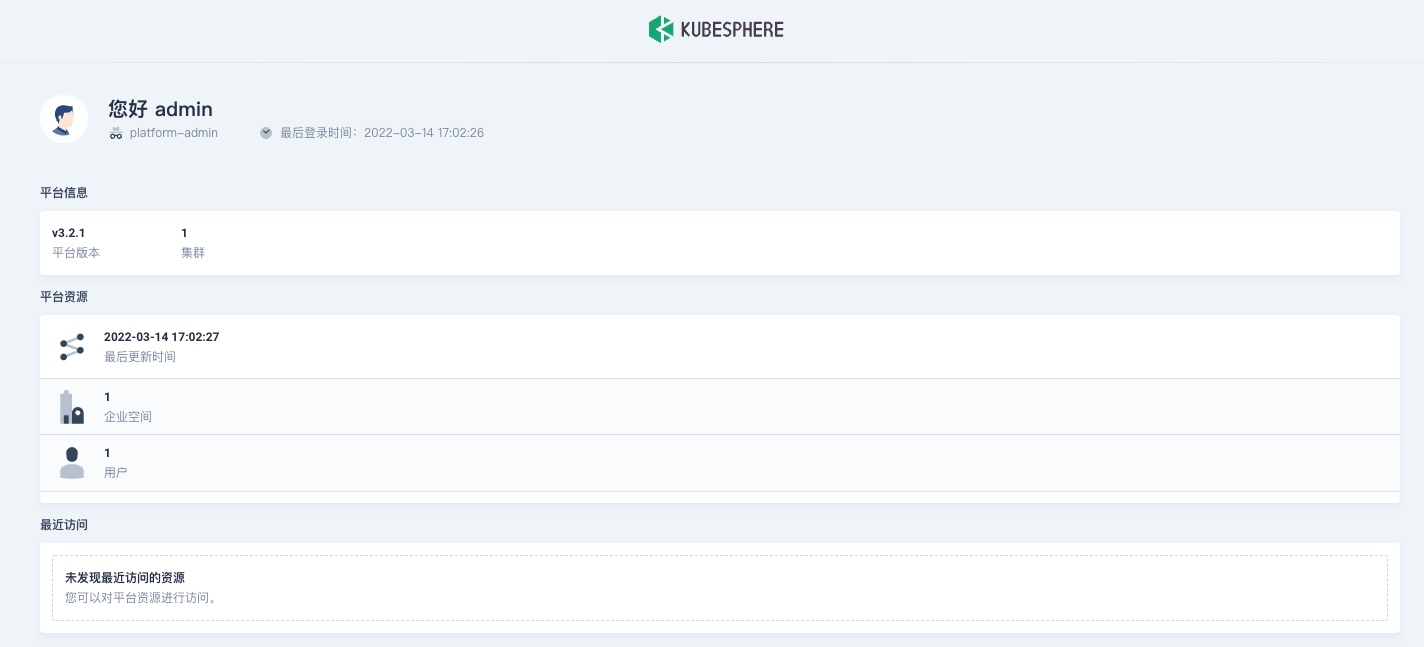 KUBESPHERE
您好 admin
platform-admin 最后登录时间：2022-03-14 17:02:26
平台信息
v3.2.1 1
平台版本 集群
平台资源
2022-03-14 17:02:27
最后更新时间
1
企业空间
1
用户
最近访问
未发现最近访问的资源
您可以对平台资源进行访问。